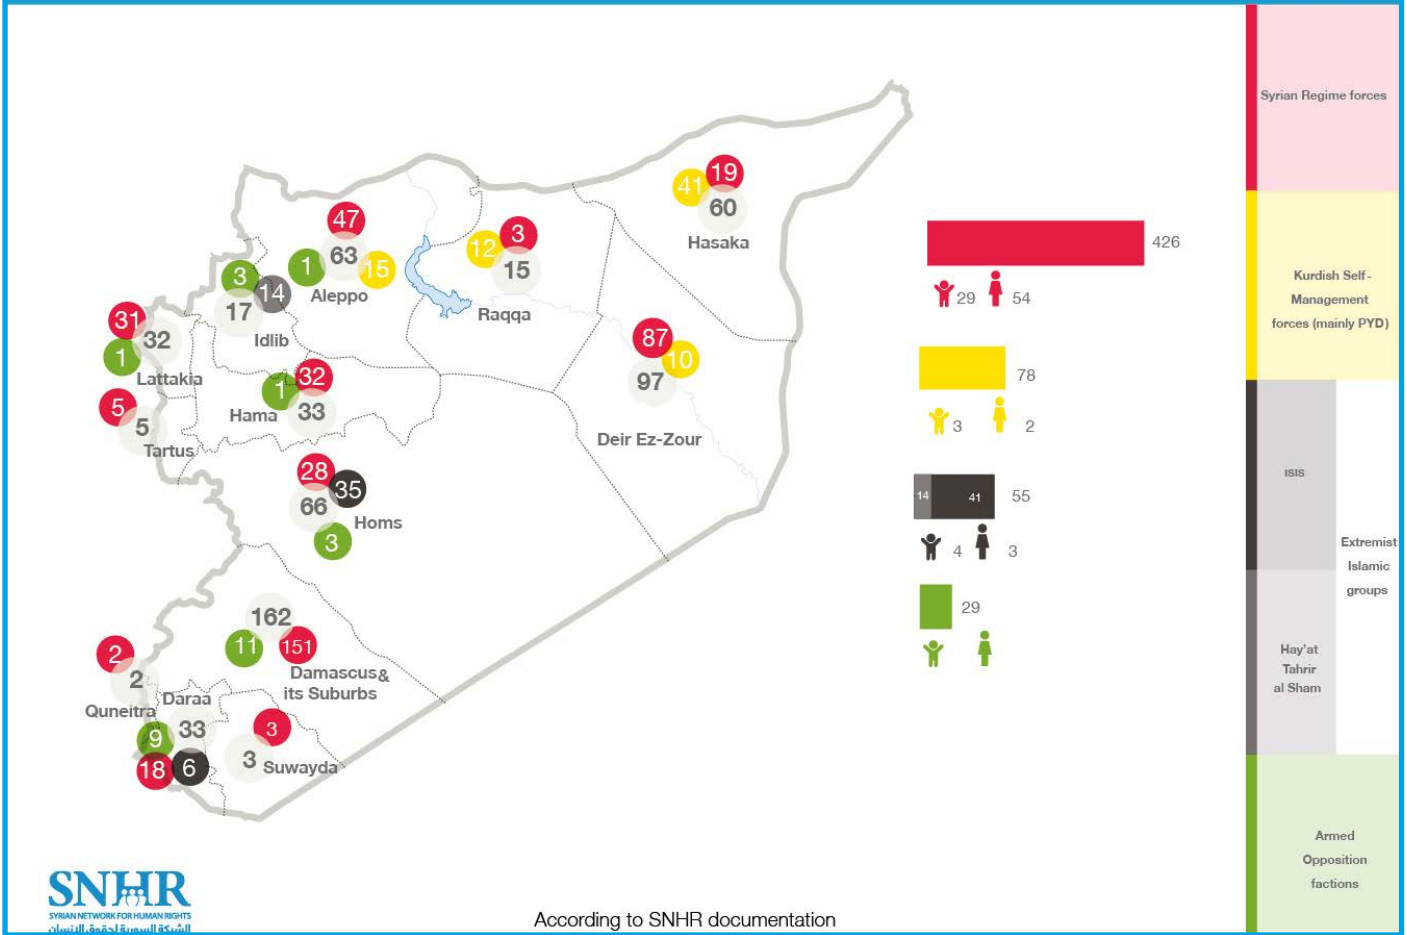 19
41
60
Hasaka
47
63
1
15
Aleppo
3
12
15
Raqqa
3
14
17
Idlib
31
32
1
Lattakia
87
10
97
Deir Ez-Zour
32
1
33
Hama
5
5
Tartus
28
35
66
Homs
3
162
11
151
Damascus&
its Suburbs
2
2
Quneitra
Daraa
33
9
18
6
3
3
Suwayda
426
29
54
78
3
2
14
41
55
4
3
29
Syrian Regime forces
Kurdish Self-
Management
forces (mainly PYD)
ISIS
Extremist
Islamic
groups
Hay'at
Tahrir
al Sham
Armed
Opposition
factions
SNHR
SYRIAN NETWORK FOR HUMAN RIGHTS
الشبكة السورية لحقوق الإنسان
According to SNHR documentation